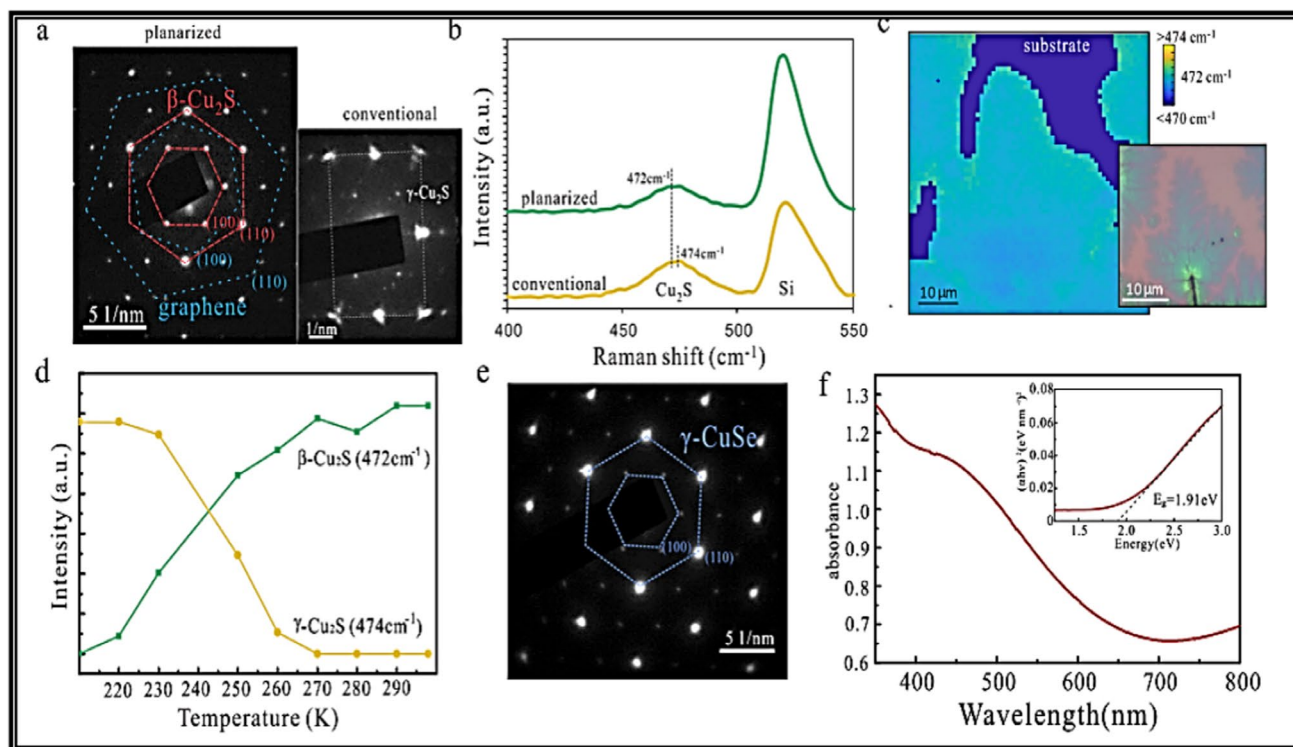 a
planarized
β-Cu2S
(100)
(110)
(100)
(110)
graphene
5 1/nm
conventional
γ-Cu2S
1/nm
b
Intensity (a.u.)
472cm-1
planarized
474cm-1
conventional
Cu2S
Si
400
450
500
550
Raman shift (cm-1)
c
substrate
>474 cm-1
472 cm-1
<470 cm-1
10 μm
10 μm
d
Intensity (a.u.)
β-Cu2S (472cm-1)
γ-Cu2S (474cm-1)
220 230 240 250 260 270 280 290
Temperature (K)
e
γ-CuSe
(100)
(110)
5 1/nm
f
absorbance
1.3
1.2
1.1
1.0
0.9
0.8
0.7
0.6
400 500 600 700 800
Wavelength(nm)
(αhν)2(eV nm-1)2
0.08
0.06
0.04
0.02
0
Eg=1.91eV
1.5 2.0 2.5 3.0
Energy(eV)